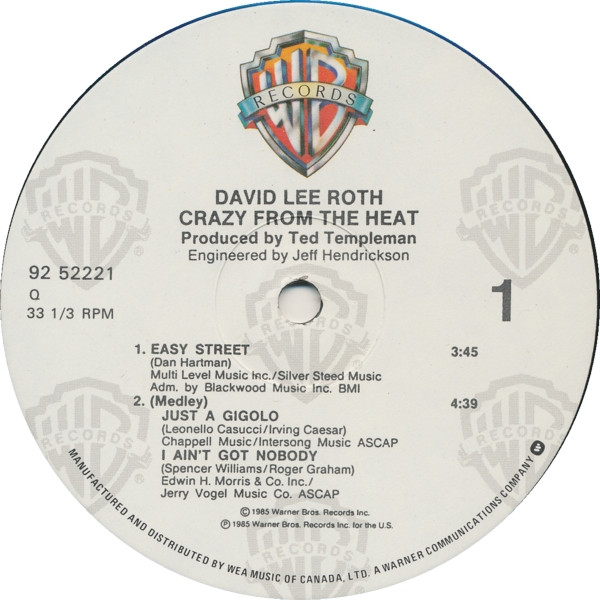 WB
RECORDS
DAVID LEE ROTH
CRAZY FROM THE HEAT
Produced by Ted Templeman
Engineered by Jeff Hendrickson
92 52221
Q
33 1/3 RPM
1
1. EASY STREET 3:45
(Dan Hartman)
Multi Level Music Inc./Silver Steed Music
Adm. by Blackwood Music Inc. BMI
2. (Medley) 4:39
JUST A GIGOLO
(Leonello Casucci/Irving Caesar)
Chappell Music/Intersong Music ASCAP
I AIN'T GOT NOBODY
(Spencer Williams/Roger Graham)
Edwin H. Morris & Co. Inc./
Jerry Vogel Music Co. ASCAP
© 1985 Warner Bros. Records Inc.
℗ 1985 Warner Bros. Records Inc. for the U.S.
MANUFACTURED AND DISTRIBUTED BY WEA MUSIC OF CANADA, LTD. A WARNER COMMUNICATIONS COMPANY